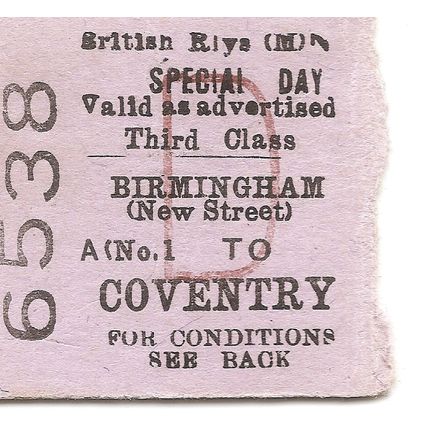 British Rlys (M)
SPECIAL DAY
Valid as advertised
Third Class
BIRMINGHAM
(New Street)
A(No.1 TO
COVENTRY
FOR CONDITIONS
SEE BACK
6538
D